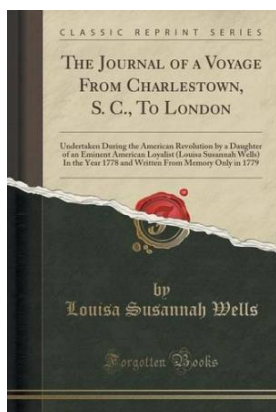 CLASSIC REPRINT SERIES
THE JOURNAL OF A VOYAGE
FROM CHARLESTOWN,
S. C., TO LONDON
Undertaken During the American Revolution by a Daughter
of an Eminent American Loyalist (Louisa Susannah Wells)
In the Year 1778 and Written From Memory Only in 1779
by
Louisa Susannah Wells
Forgotten Books